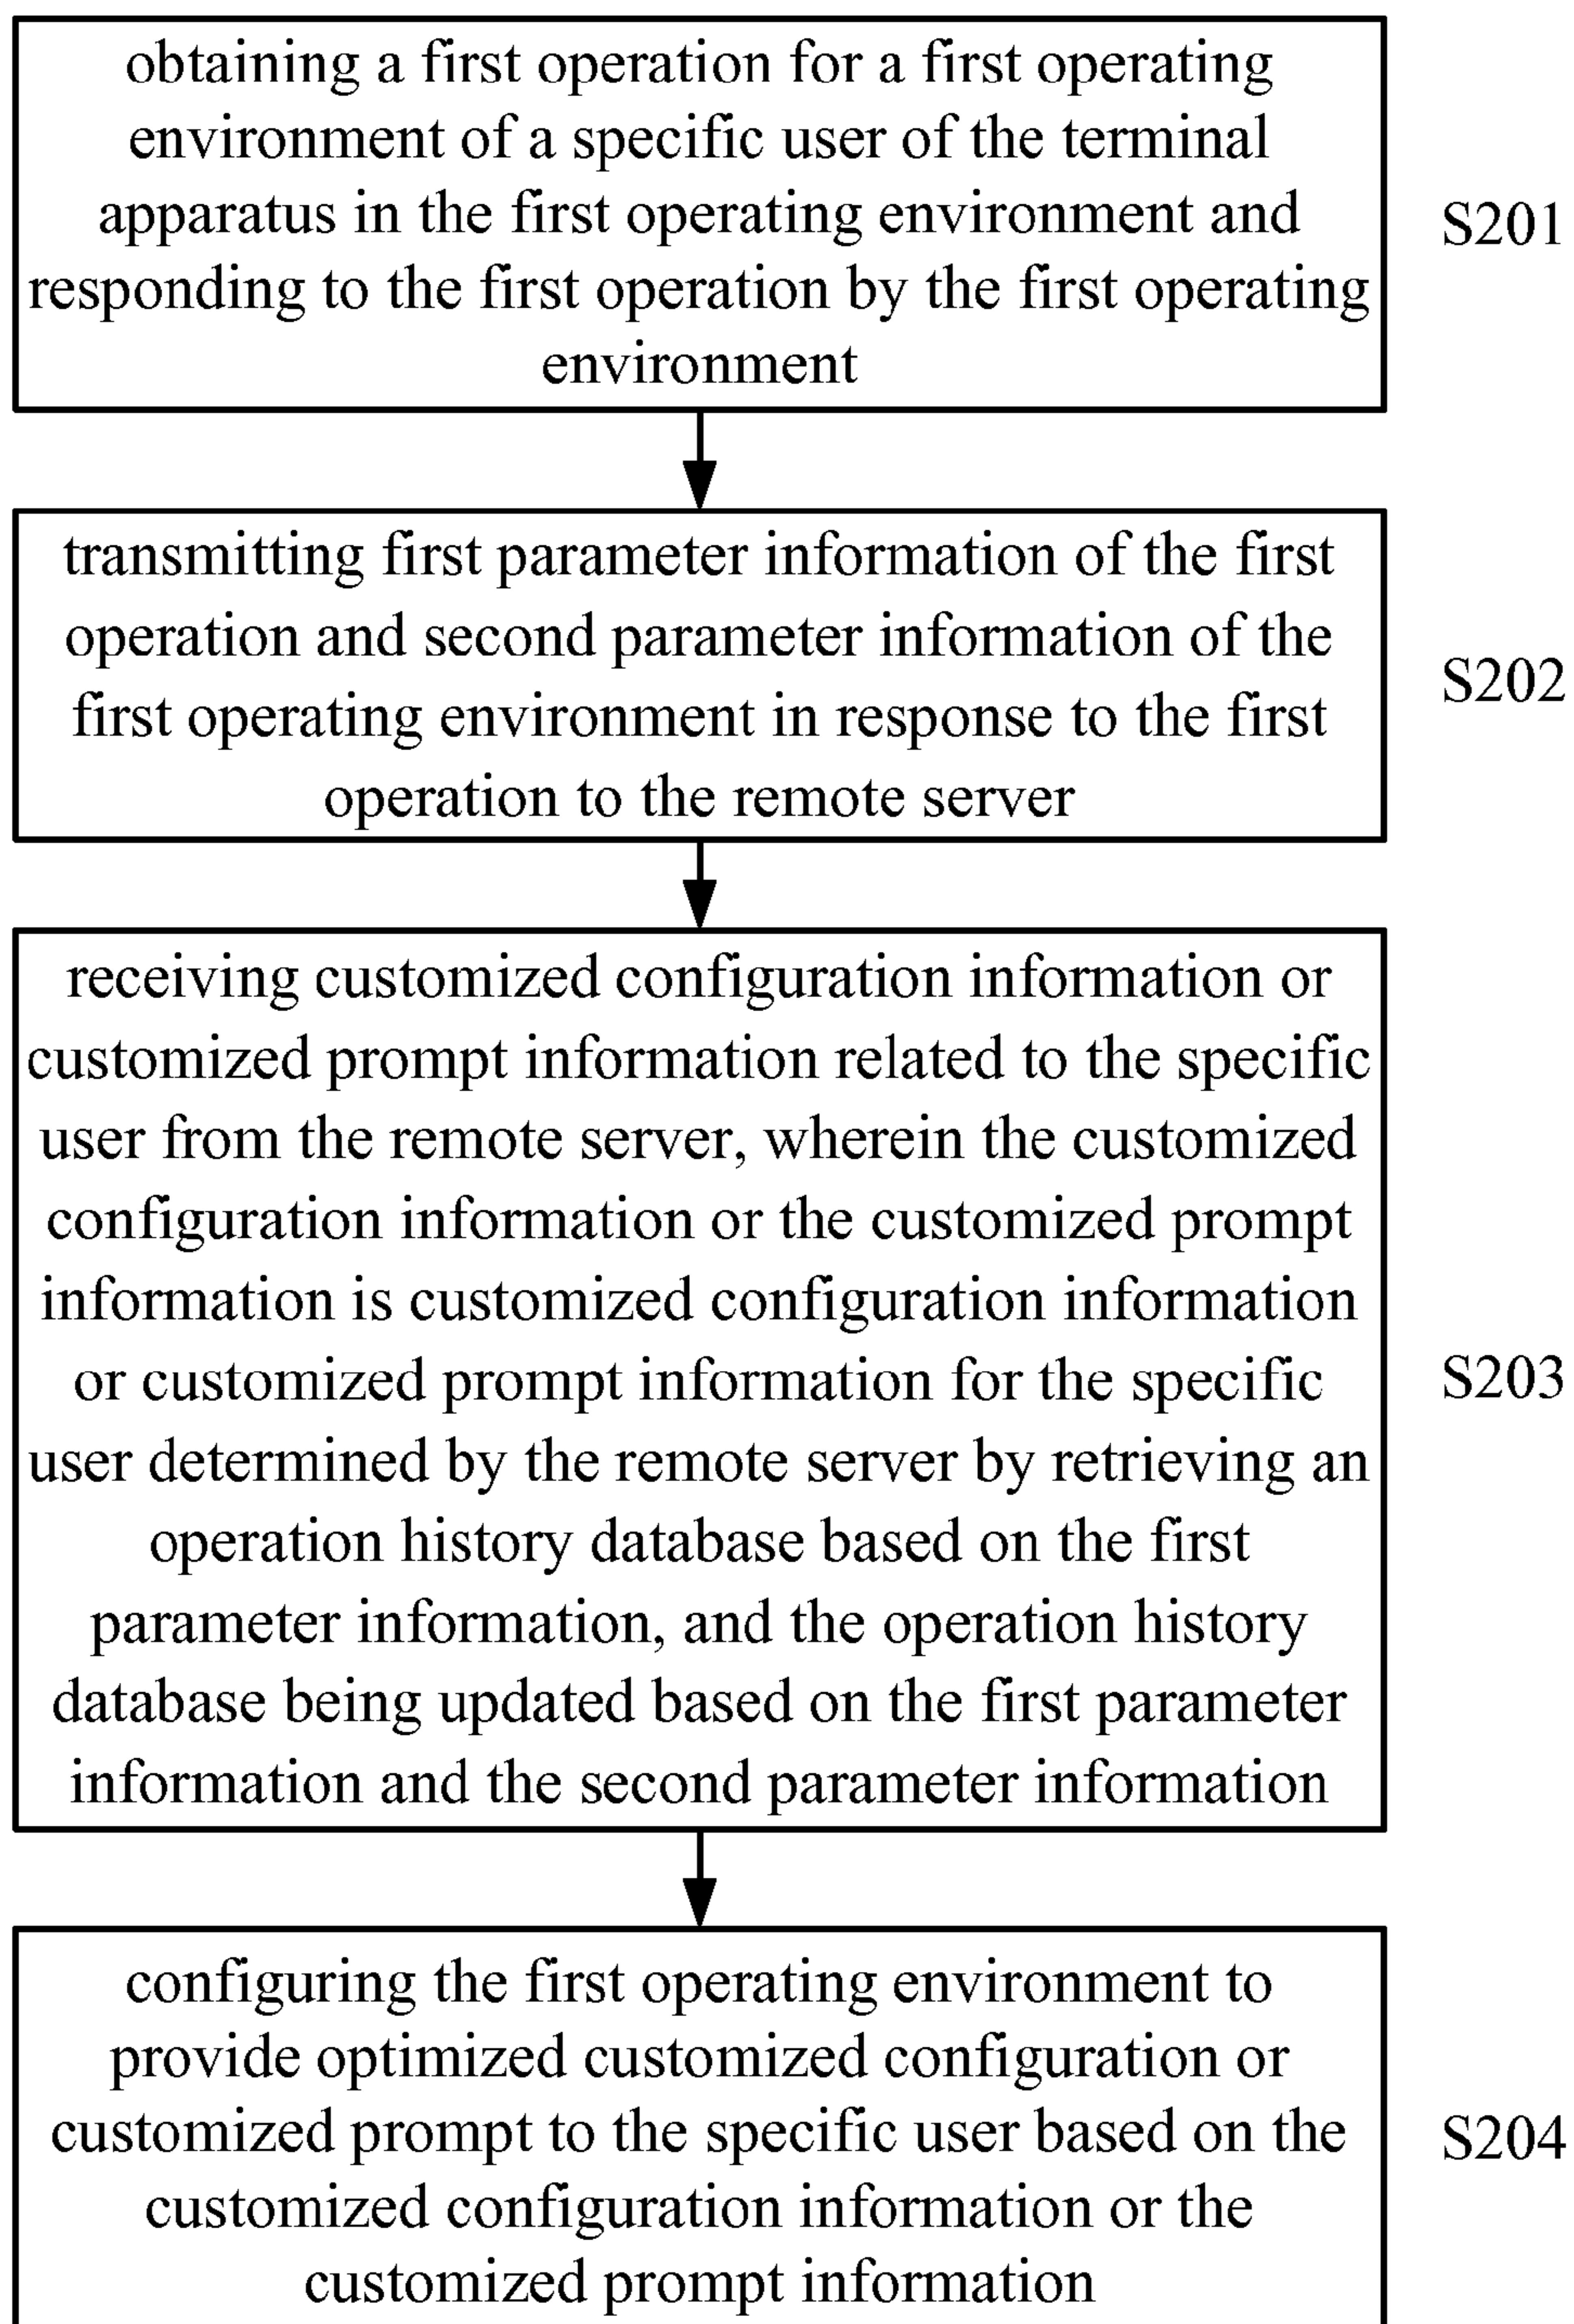 obtaining a first operation for a first operating
environment of a specific user of the terminal
apparatus in the first operating environment and
responding to the first operation by the first operating
environment
S201
transmitting first parameter information of the first
operation and second parameter information of the
first operating environment in response to the first
operation to the remote server
S202
receiving customized configuration information or
customized prompt information related to the specific
user from the remote server, wherein the customized
configuration information or the customized prompt
information is customized configuration information
or customized prompt information for the specific
user determined by the remote server by retrieving an
operation history database based on the first
parameter information, and the operation history
database being updated based on the first parameter
information and the second parameter information
S203
configuring the first operating environment to
provide optimized customized configuration or
customized prompt to the specific user based on the
customized configuration information or the
customized prompt information
S204